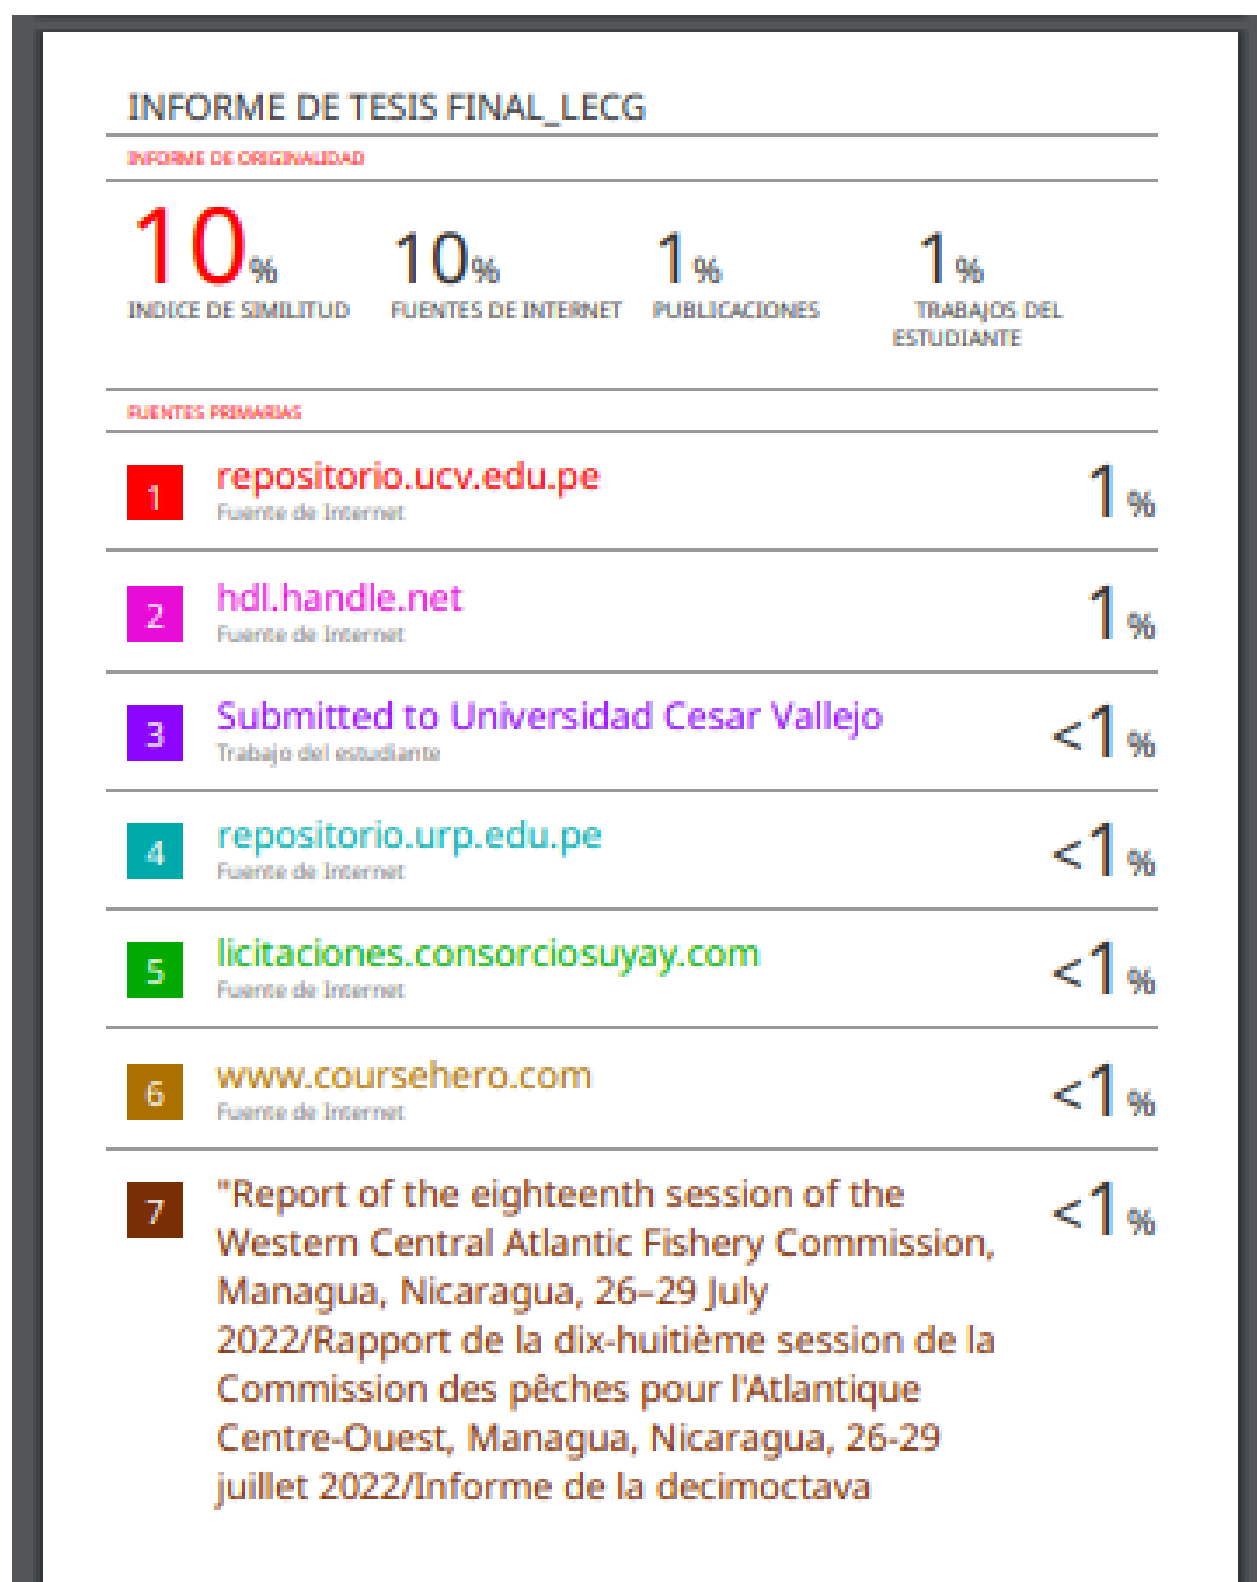 INFORME DE TESIS FINAL_LECG
INFORME DE ORIGINALIDAD
10% 10% 1% 1%
INDICE DE SIMILITUD FUENTES DE INTERNET PUBLICACIONES TRABAJOS DEL
ESTUDIANTE
FUENTES PRIMARIAS
1 repositorio.ucv.edu.pe 1%
Fuente de Internet
2 hdl.handle.net 1%
Fuente de Internet
3 Submitted to Universidad Cesar Vallejo <1%
Trabajo del estudiante
4 repositorio.urp.edu.pe <1%
Fuente de Internet
5 licitaciones.consorciosuyay.com <1%
Fuente de Internet
6 www.coursehero.com <1%
Fuente de Internet
7 "Report of the eighteenth session of the <1%
Western Central Atlantic Fishery Commission,
Managua, Nicaragua, 26–29 July
2022/Rapport de la dix-huitième session de la
Commission des pêches pour l'Atlantique
Centre-Ouest, Managua, Nicaragua, 26-29
juillet 2022/Informe de la decimoctava